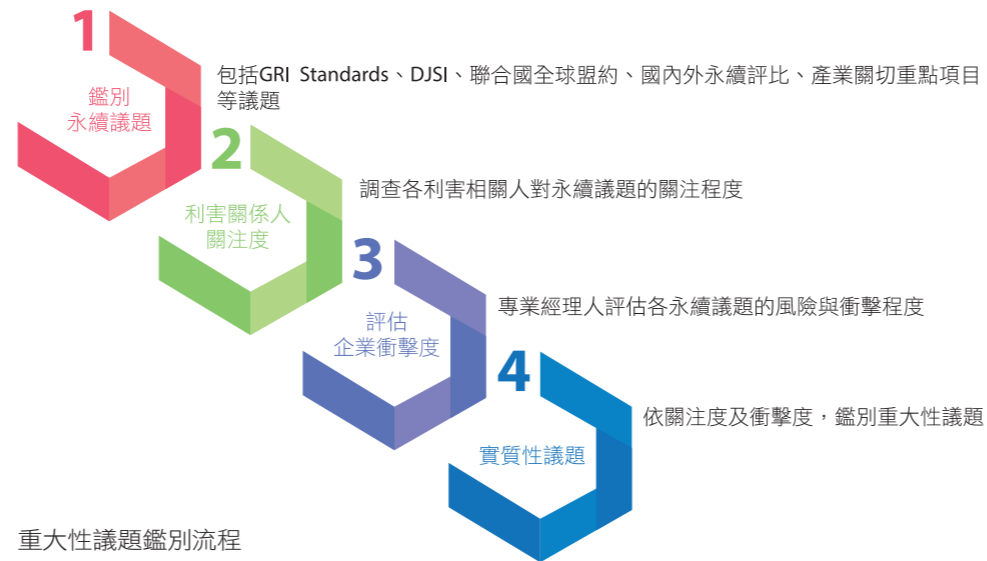 1
鑑別
永續議題
包括GRI Standards、DJSI、聯合國全球盟約、國內外永續評比、產業關切重點項目
等議題
2
利害關係人
關注度
調查各利害相關人對永續議題的關注程度
3
評估
企業衝擊度
專業經理人評估各永續議題的風險與衝擊程度
4
實質性議題
依關注度及衝擊度，鑑別重大性議題
重大性議題鑑別流程